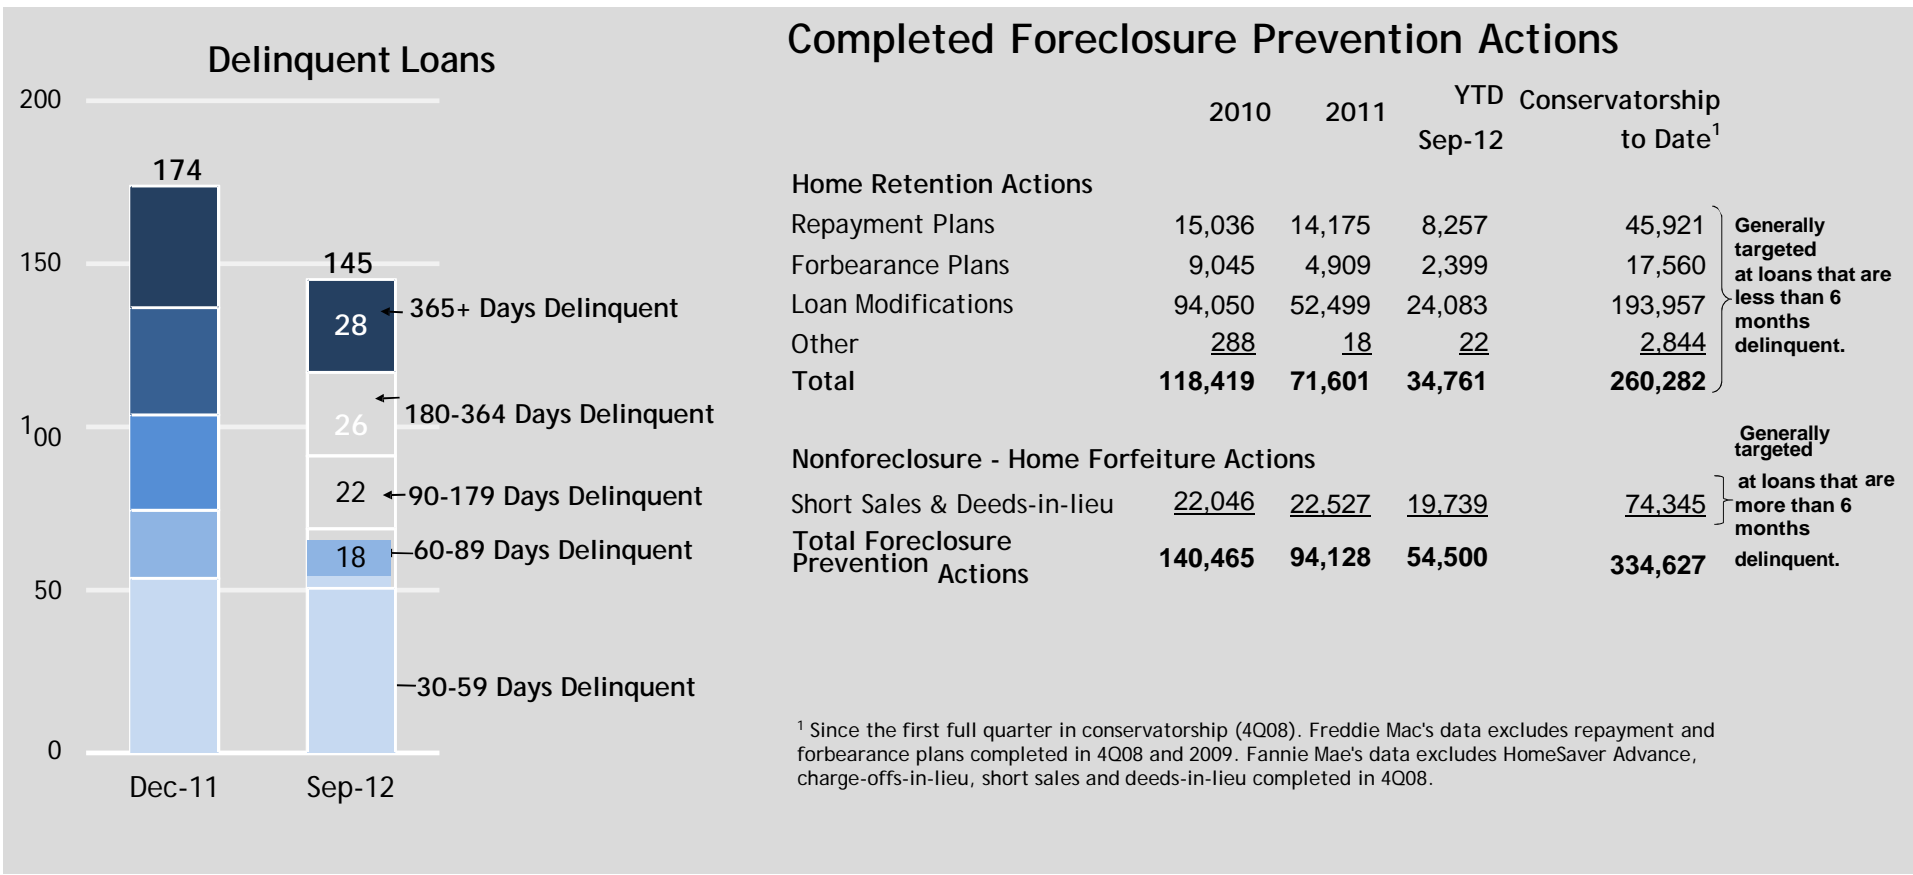 Delinquent Loans
200
174
150
145
28
365+ Days Delinquent
26
180-364 Days Delinquent
100
22
90-179 Days Delinquent
18
60-89 Days Delinquent
50
30-59 Days Delinquent
0
Dec-11 Sep-12
Completed Foreclosure Prevention Actions
2010 2011 YTD Sep-12 Conservatorship to Date1
Home Retention Actions
Repayment Plans 15,036 14,175 8,257 45,921
Forbearance Plans 9,045 4,909 2,399 17,560
Loan Modifications 94,050 52,499 24,083 193,957
Other 288 18 22 2,844
Total 118,419 71,601 34,761 260,282
Generally
targeted
at loans that are
less than 6
months
delinquent.
Nonforeclosure - Home Forfeiture Actions
Short Sales & Deeds-in-lieu 22,046 22,527 19,739 74,345
Total Foreclosure
Prevention Actions 140,465 94,128 54,500 334,627
Generally
targeted
at loans that are
more than 6
months
delinquent.
1 Since the first full quarter in conservatorship (4Q08). Freddie Mac's data excludes repayment and
forbearance plans completed in 4Q08 and 2009. Fannie Mae's data excludes HomeSaver Advance,
charge-offs-in-lieu, short sales and deeds-in-lieu completed in 4Q08.